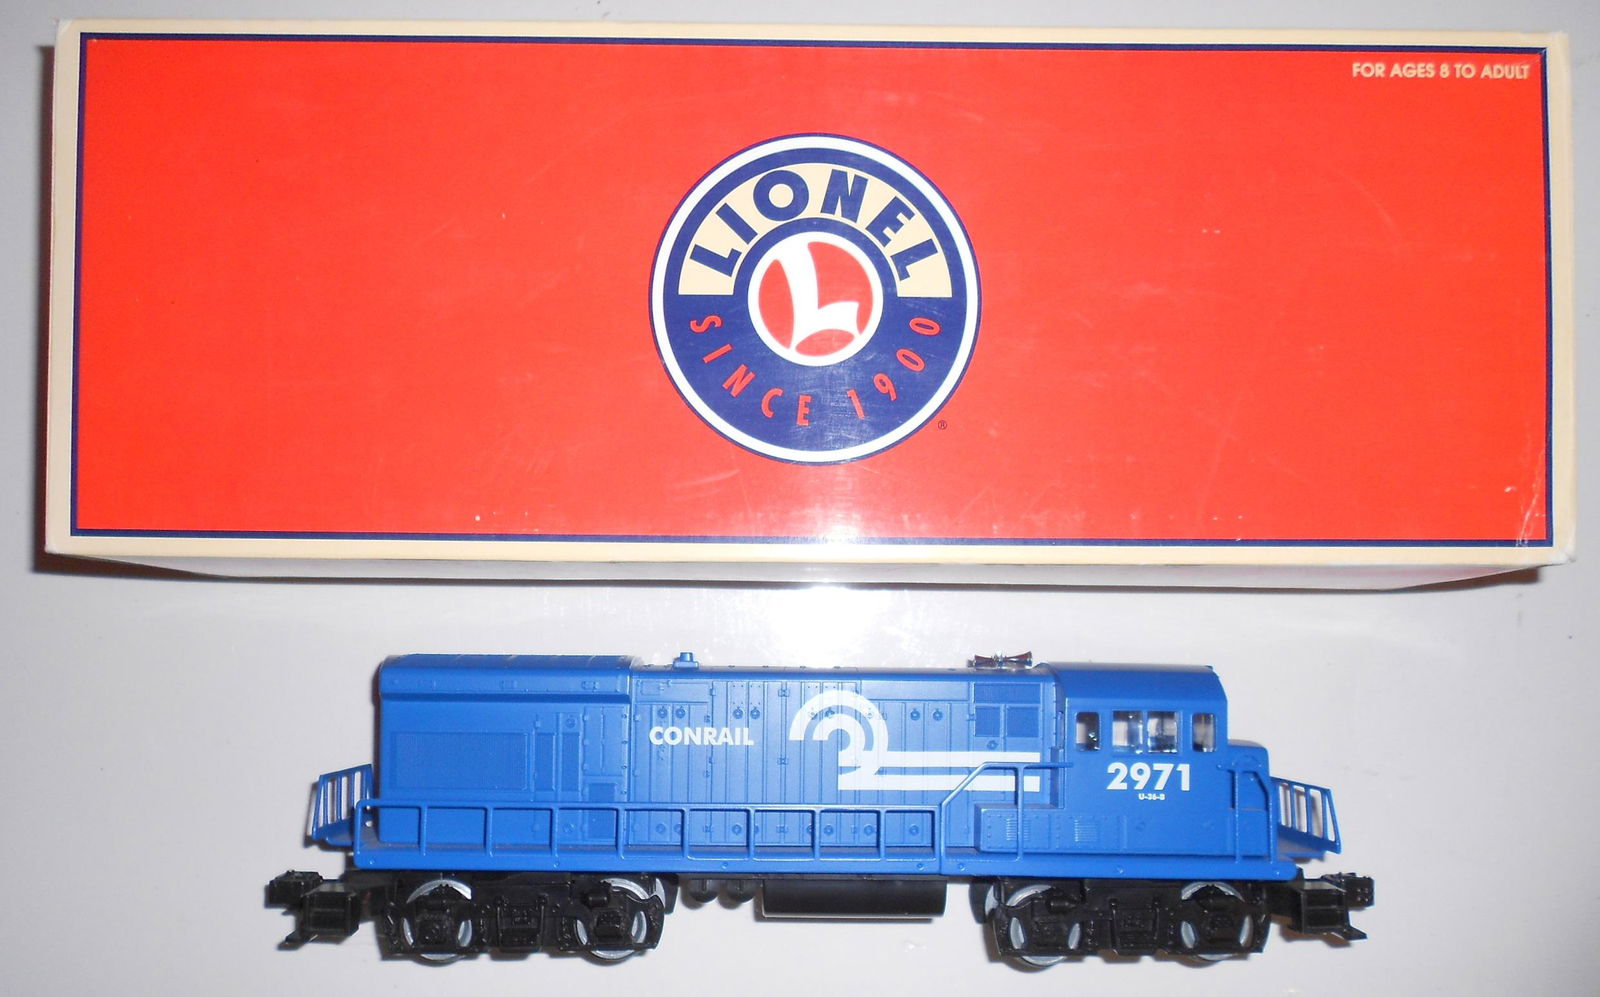 FOR AGES 8 TO ADULT
LIONEL
L
SINCE 1900
®
CONRAIL
2971
U-36-B